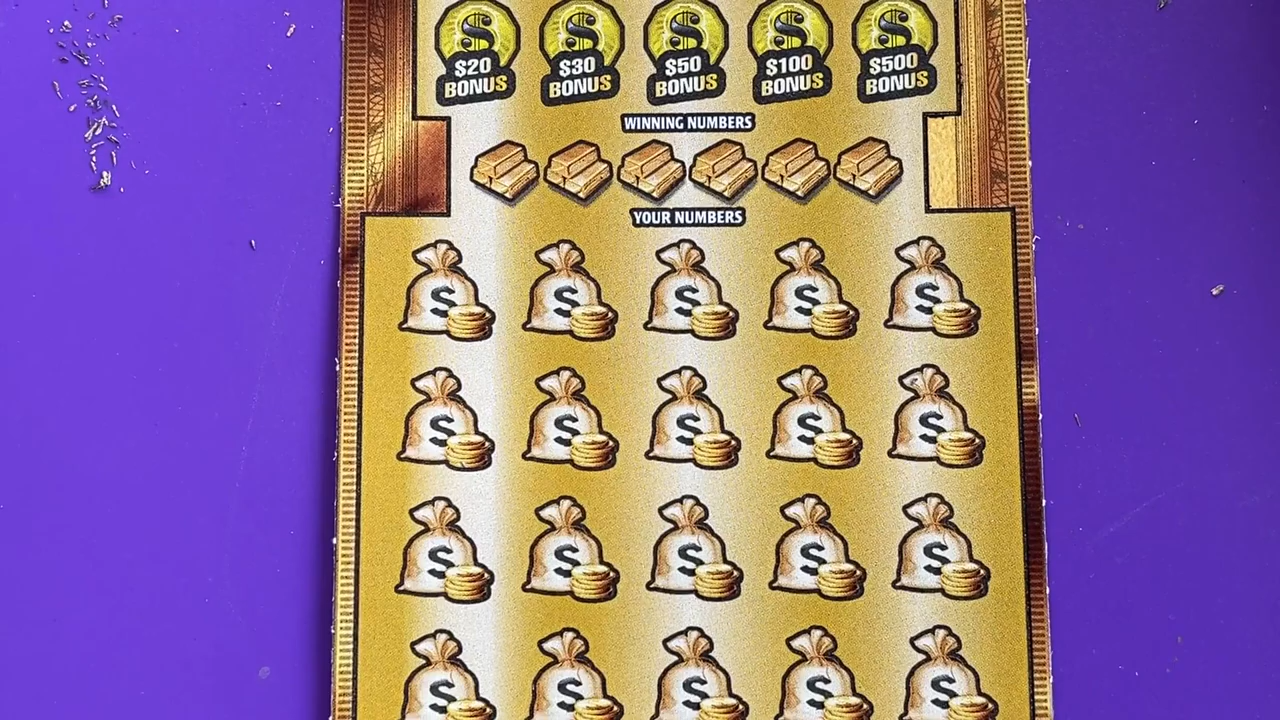 $20 $30 $50 $100 $500
BONUS BONUS BONUS BONUS BONUS
WINNING NUMBERS
YOUR NUMBERS
$ $ $ $ $
$ $ $ $ $
$ $ $ $ $
$ $ $ $ $